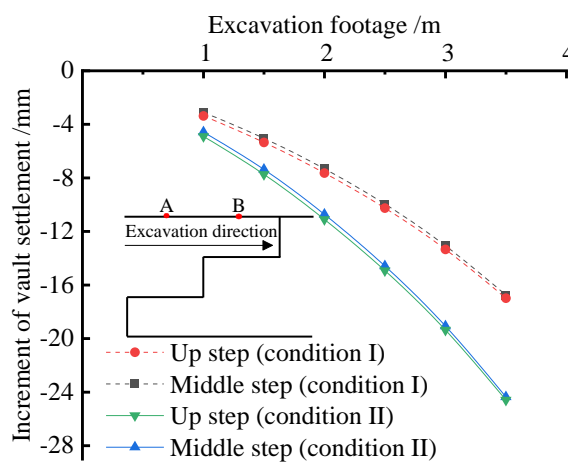 Excavation footage /m
1 2 3 4
0
-4
-8
-12
-16
-20
-24
-28
Increment of vault settlement /mm
A B
Excavation direction
Up step (condition I)
Middle step (condition I)
Up step (condition II)
Middle step (condition II)